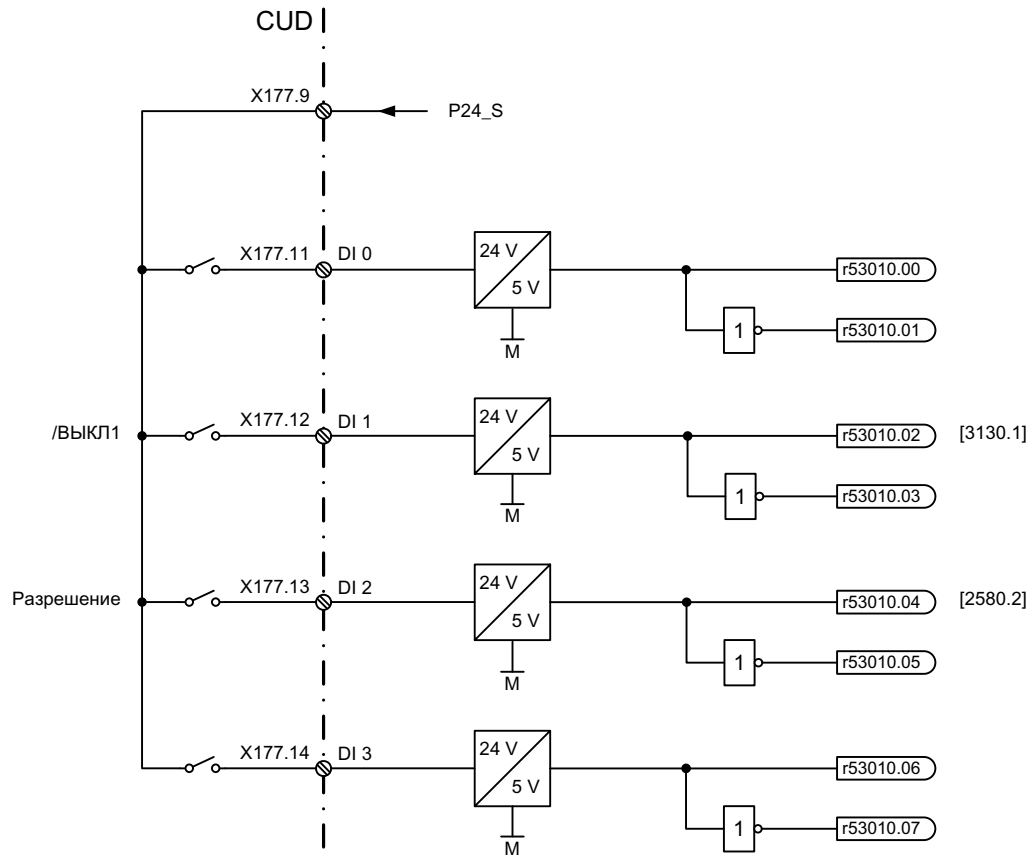 CUD
X177.9
P24_S
X177.11 DI 0
24 V
5 V
M
r53010.00
1
r53010.01
/ВЫКЛ1
X177.12 DI 1
24 V
5 V
M
r53010.02 [3130.1]
1
r53010.03
Разрешение
X177.13 DI 2
24 V
5 V
M
r53010.04 [2580.2]
1
r53010.05
X177.14 DI 3
24 V
5 V
M
r53010.06
1
r53010.07